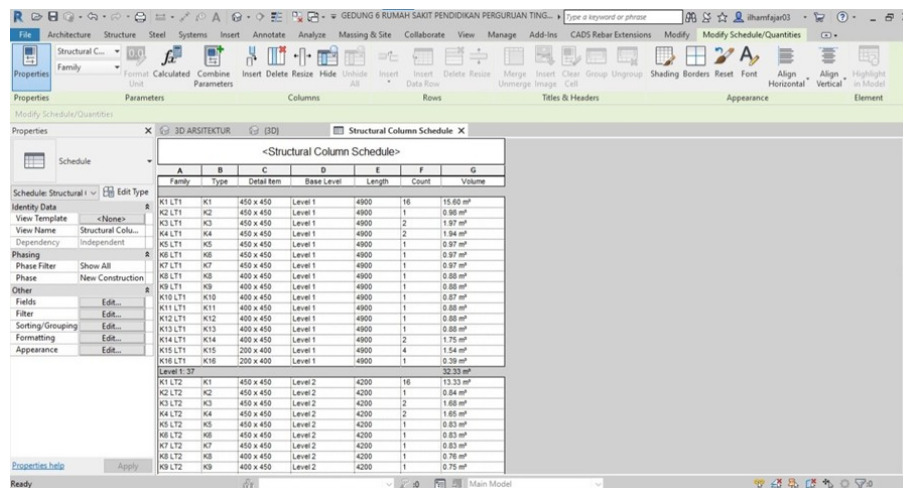 GEDUNG 6 RUMAH SAKIT PENDIDIKAN PERGURUAN TING... Type a keyword or phrase ilhamfajar03
File Architecture Structure Steel Systems Insert Annotate Analyze Massing & Site Collaborate View Manage Add-Ins CADS Rebar Extensions Modify Modify Schedule/Quantities
Structural C...
Family
Properties Format Unit Calculated Combine Parameters Insert Delete Resize Hide Unhide All Insert Insert Data Row Delete Resize Merge Unmerge Insert Image Clear Cell Group Ungroup Shading Borders Reset Font Align Horizontal Align Vertical Highlight in Model
Properties Parameters Columns Rows Titles & Headers Appearance Element
Modify Schedule/Quantities
Properties X 3D ARSITEKTUR {3D} Structural Column Schedule X
Schedule
Schedule: Structural Edit Type
Identity Data
View Template <None>
View Name Structural Colu...
Dependency Independent
Phasing
Phase Filter Show All
Phase New Construction
Other
Fields Edit...
Filter Edit...
Sorting/Grouping Edit...
Formatting Edit...
Appearance Edit...
Properties help Apply
<Structural Column Schedule>
A B C D E F G
Family Type Detail Item Base Level Length Count Volume
K1 LT1 K1 450 x 450 Level 1 4900 16 15.60 m³
K2 LT1 K2 450 x 450 Level 1 4900 1 0.98 m³
K3 LT1 K3 450 x 450 Level 1 4900 2 1.97 m³
K4 LT1 K4 450 x 450 Level 1 4900 2 1.94 m³
K5 LT1 K5 450 x 450 Level 1 4900 1 0.97 m³
K6 LT1 K6 450 x 450 Level 1 4900 1 0.97 m³
K7 LT1 K7 450 x 450 Level 1 4900 1 0.97 m³
K8 LT1 K8 400 x 450 Level 1 4900 1 0.88 m³
K9 LT1 K9 400 x 450 Level 1 4900 1 0.88 m³
K10 LT1 K10 400 x 450 Level 1 4900 1 0.87 m³
K11 LT1 K11 400 x 450 Level 1 4900 1 0.88 m³
K12 LT1 K12 400 x 450 Level 1 4900 1 0.88 m³
K13 LT1 K13 400 x 450 Level 1 4900 1 0.88 m³
K14 LT1 K14 400 x 450 Level 1 4900 2 1.75 m³
K15 LT1 K15 200 x 400 Level 1 4900 4 1.54 m³
K16 LT1 K16 200 x 400 Level 1 4900 1 0.39 m³
Level 1: 37 32.33 m³
K1 LT2 K1 450 x 450 Level 2 4200 16 13.33 m³
K2 LT2 K2 450 x 450 Level 2 4200 1 0.84 m³
K3 LT2 K3 450 x 450 Level 2 4200 2 1.68 m³
K4 LT2 K4 450 x 450 Level 2 4200 2 1.65 m³
K5 LT2 K5 450 x 450 Level 2 4200 1 0.83 m³
K6 LT2 K6 450 x 450 Level 2 4200 1 0.83 m³
K7 LT2 K7 450 x 450 Level 2 4200 1 0.83 m³
K8 LT2 K8 400 x 450 Level 2 4200 1 0.76 m³
K9 LT2 K9 400 x 450 Level 2 4200 1 0.75 m³
Ready :0 Main Model :0